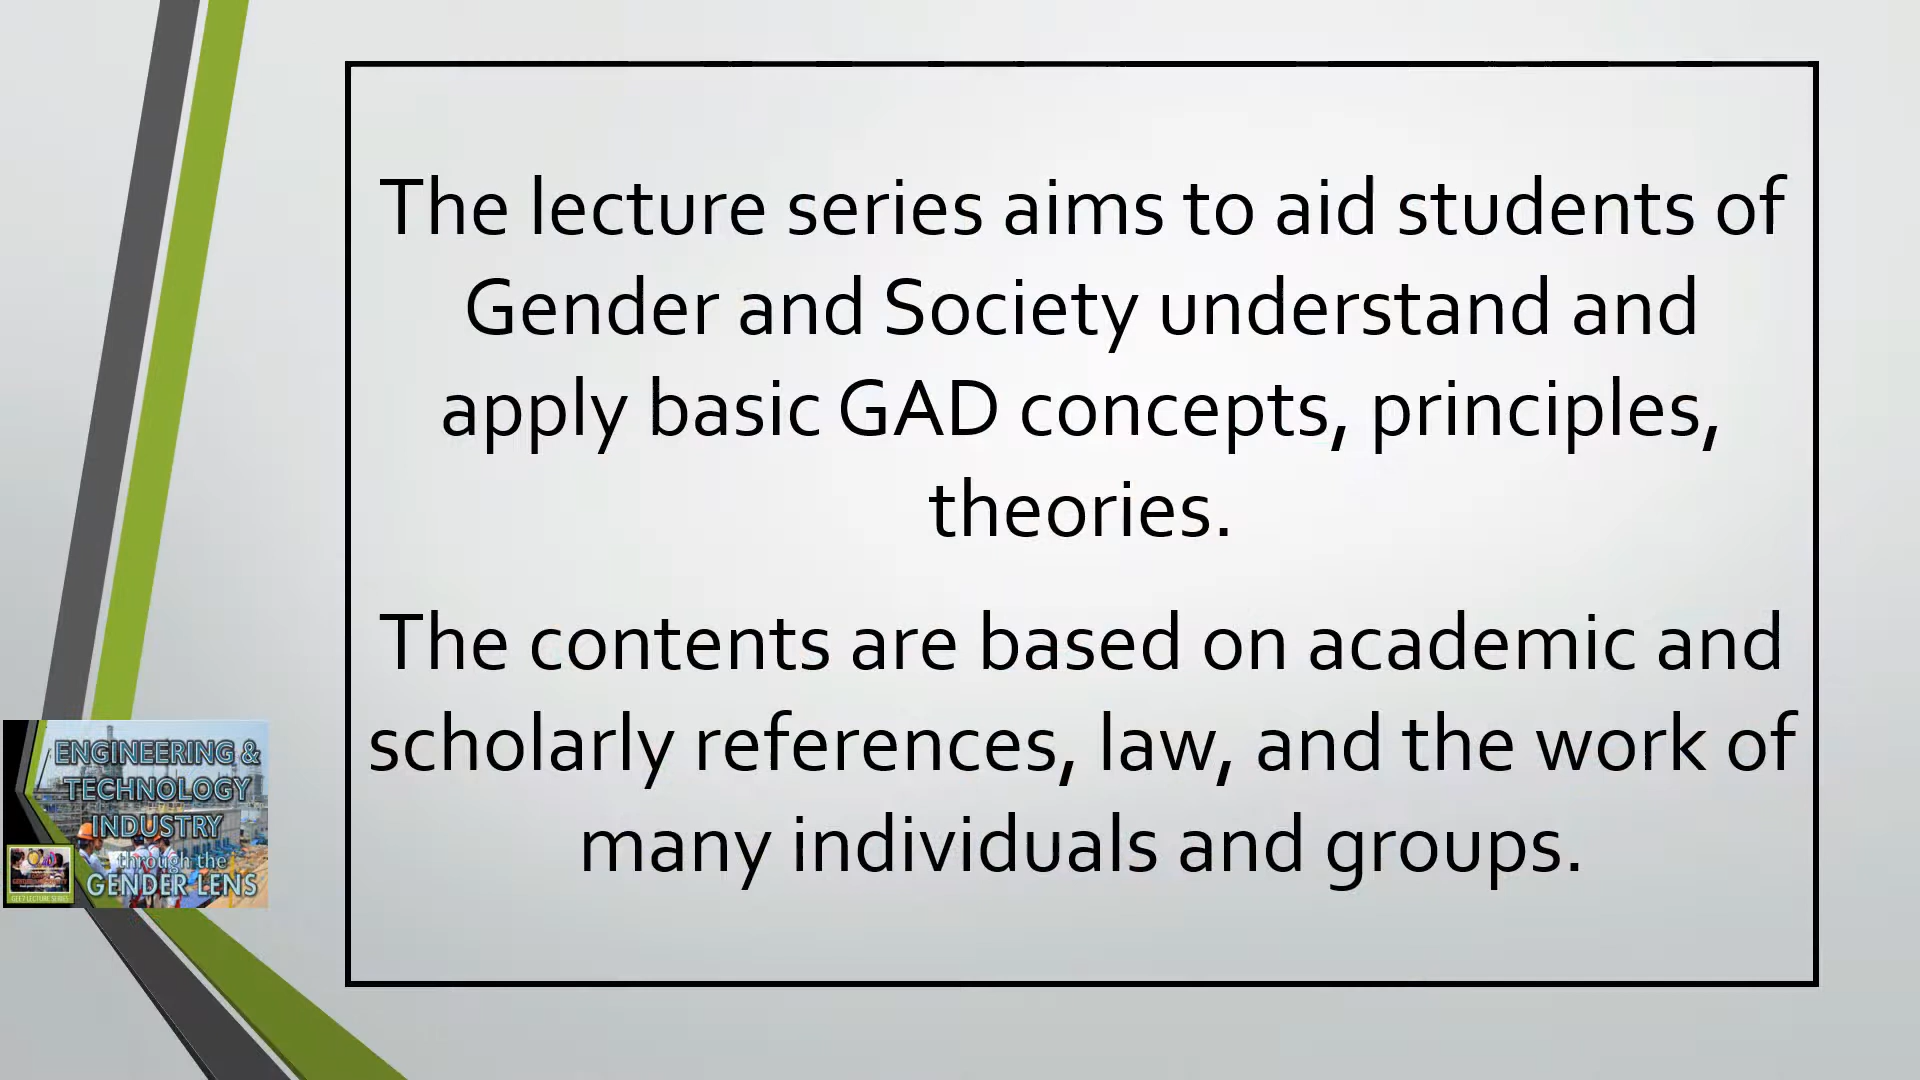 The lecture series aims to aid students of
Gender and Society understand and
apply basic GAD concepts, principles,
theories.
The contents are based on academic and
scholarly references, law, and the work of
many individuals and groups.
ENGINEERING &
TECHNOLOGY
INDUSTRY
through the
GENDER LENS
LECTURE SERIES